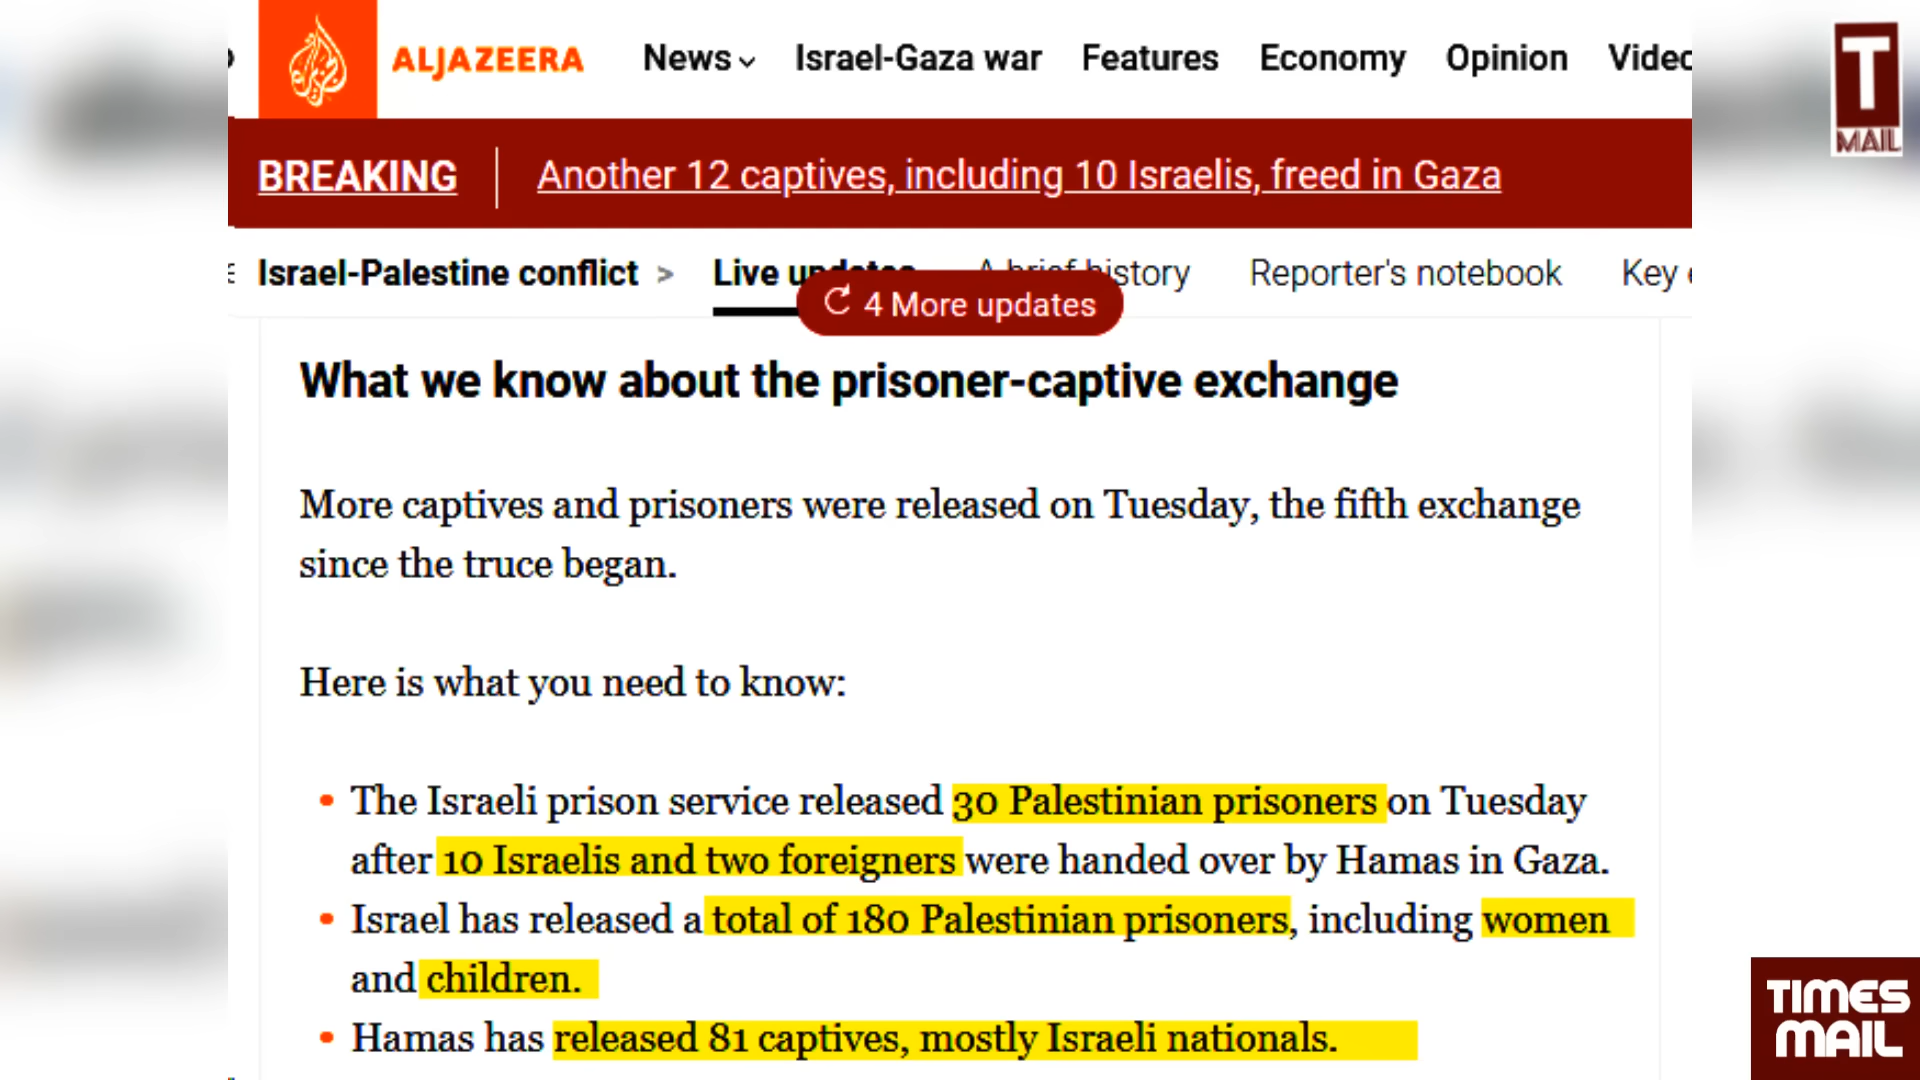 ALJAZEERA News Israel-Gaza war Features Economy Opinion
T
MAIL
BREAKING Another 12 captives, including 10 Israelis, freed in Gaza
Israel-Palestine conflict > Live updates A brief history Reporter's notebook Key
4 More updates
What we know about the prisoner-captive exchange
More captives and prisoners were released on Tuesday, the fifth exchange
since the truce began.
Here is what you need to know:
• The Israeli prison service released 30 Palestinian prisoners on Tuesday
after 10 Israelis and two foreigners were handed over by Hamas in Gaza.
• Israel has released a total of 180 Palestinian prisoners, including women
and children.
• Hamas has released 81 captives, mostly Israeli nationals.
TIMES
MAIL